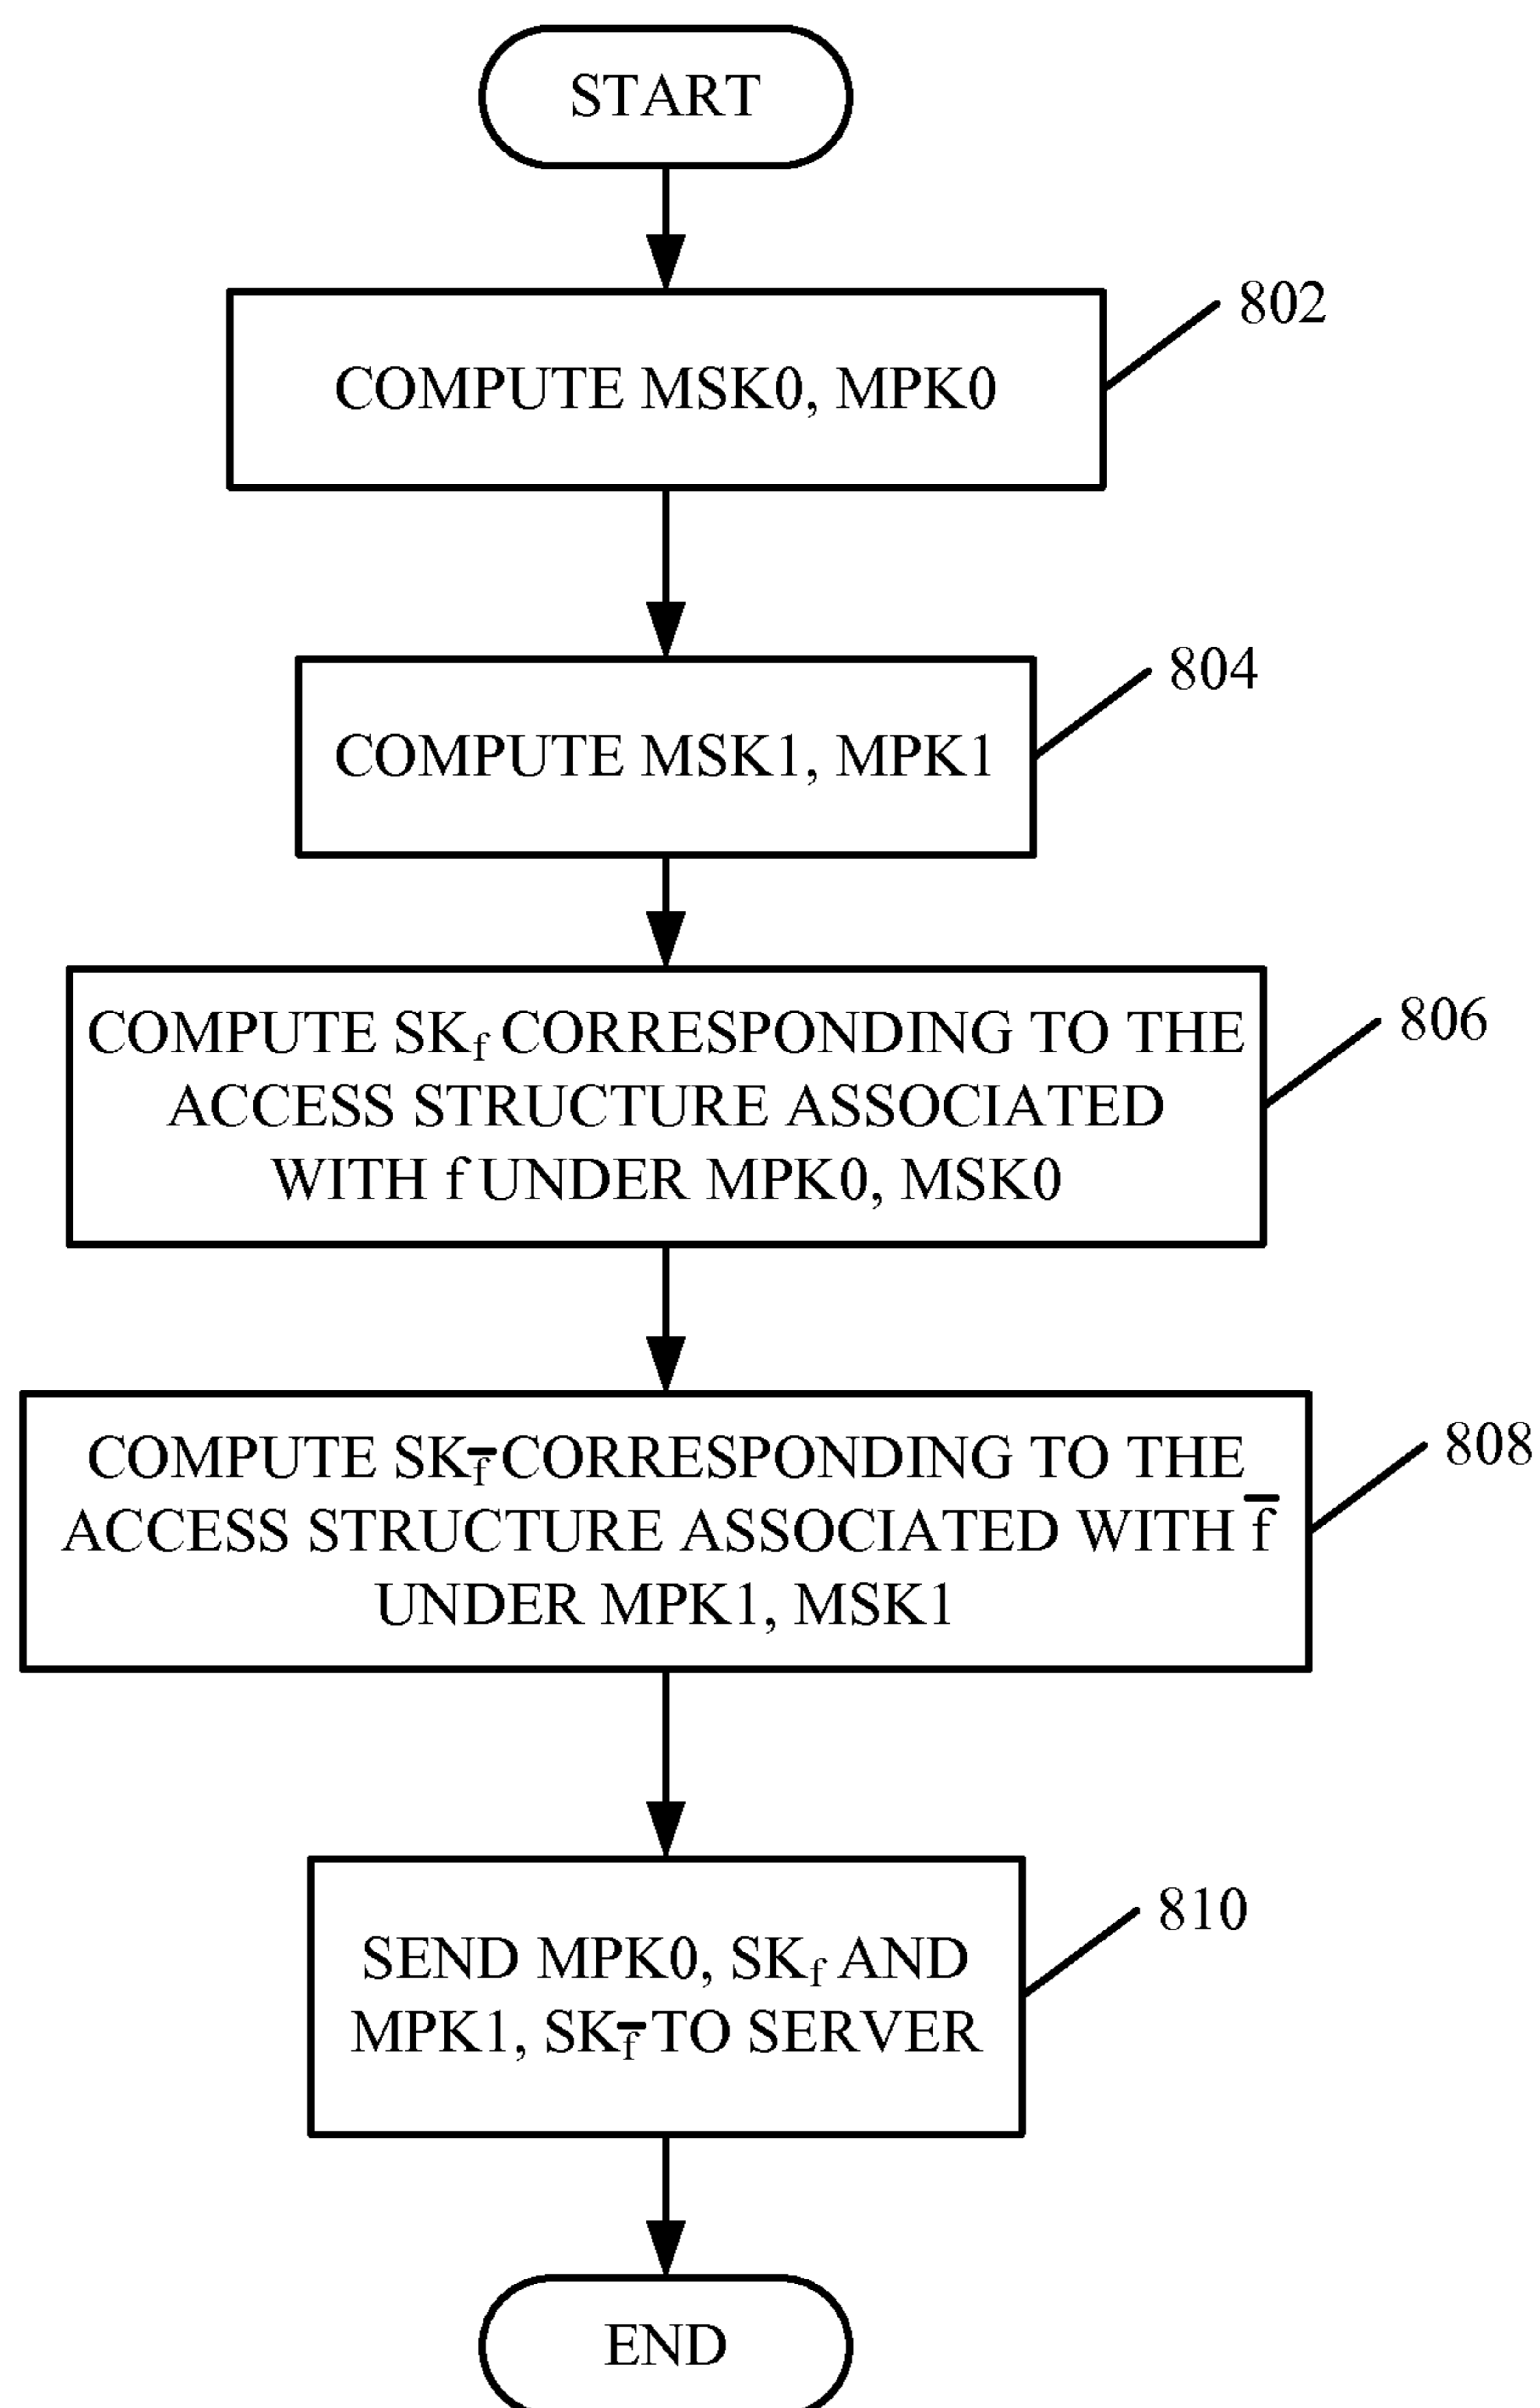 START
802
COMPUTE MSK0, MPK0
804
COMPUTE MSK1, MPK1
806
COMPUTE SKf CORRESPONDING TO THE
ACCESS STRUCTURE ASSOCIATED
WITH f UNDER MPK0, MSK0
808
COMPUTE SKf̅ CORRESPONDING TO THE
ACCESS STRUCTURE ASSOCIATED WITH f̅
UNDER MPK1, MSK1
810
SEND MPK0, SKf AND
MPK1, SKf̅ TO SERVER
END